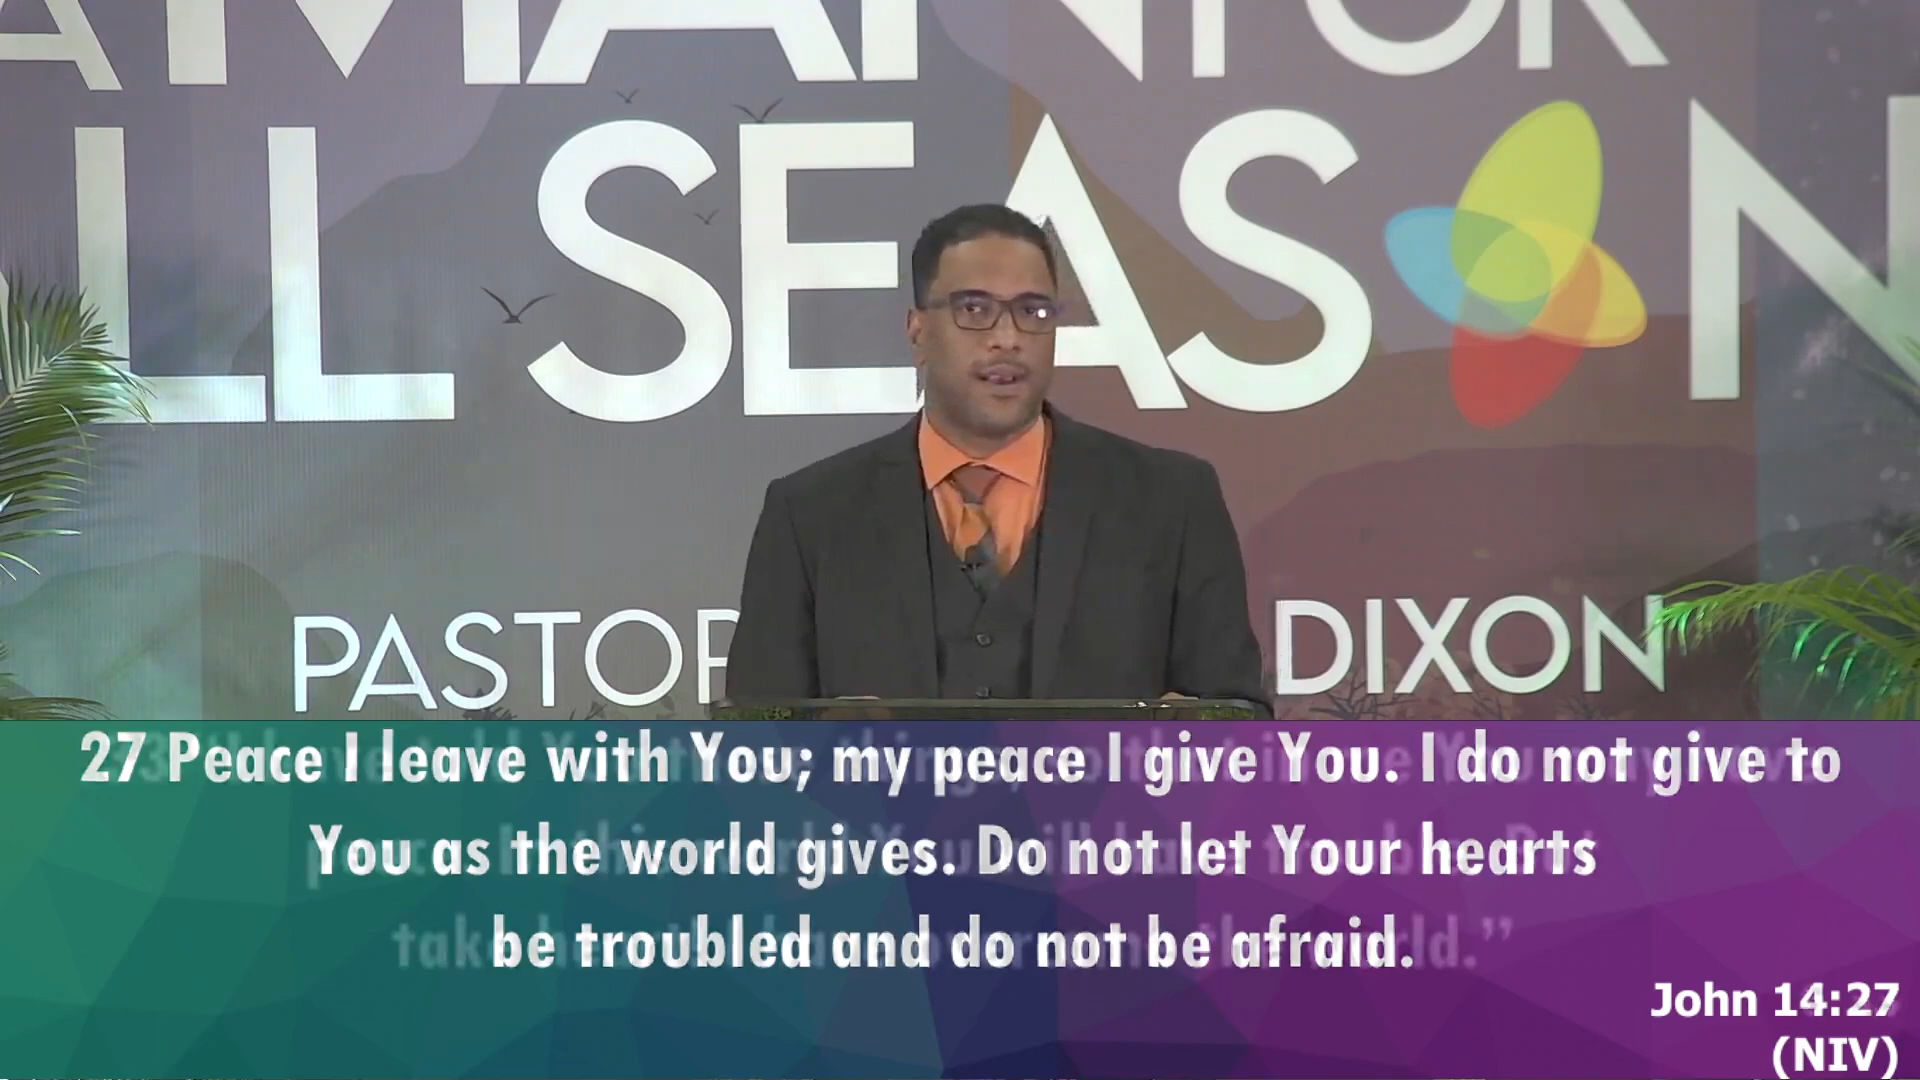 A MAN FOR
ALL SEASON
PASTOR DIXON
27 Peace I leave with You; my peace I give You. I do not give to
You as the world gives. Do not let Your hearts
be troubled and do not be afraid.
John 14:27
(NIV)